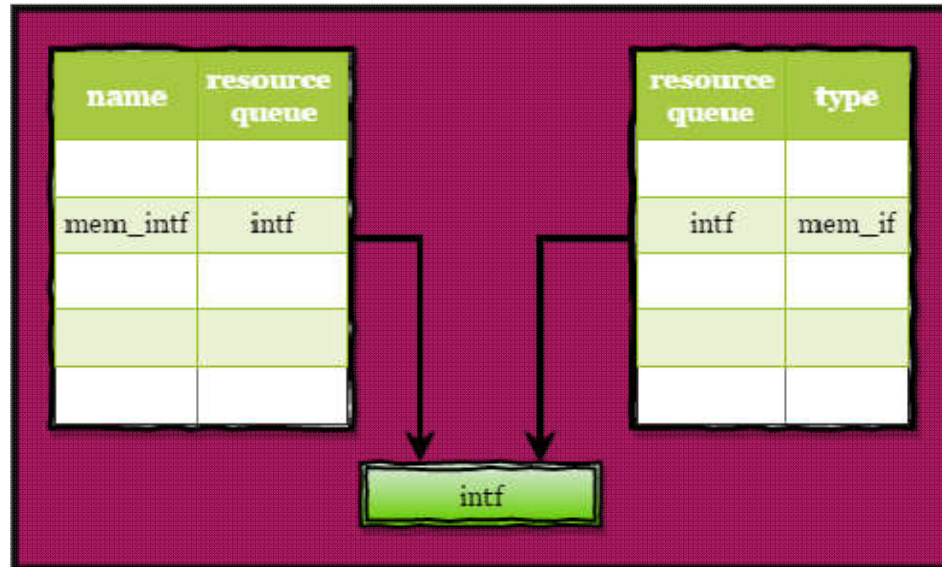 name resource queue
mem_intf intf
resource queue type
intf mem_if
intf